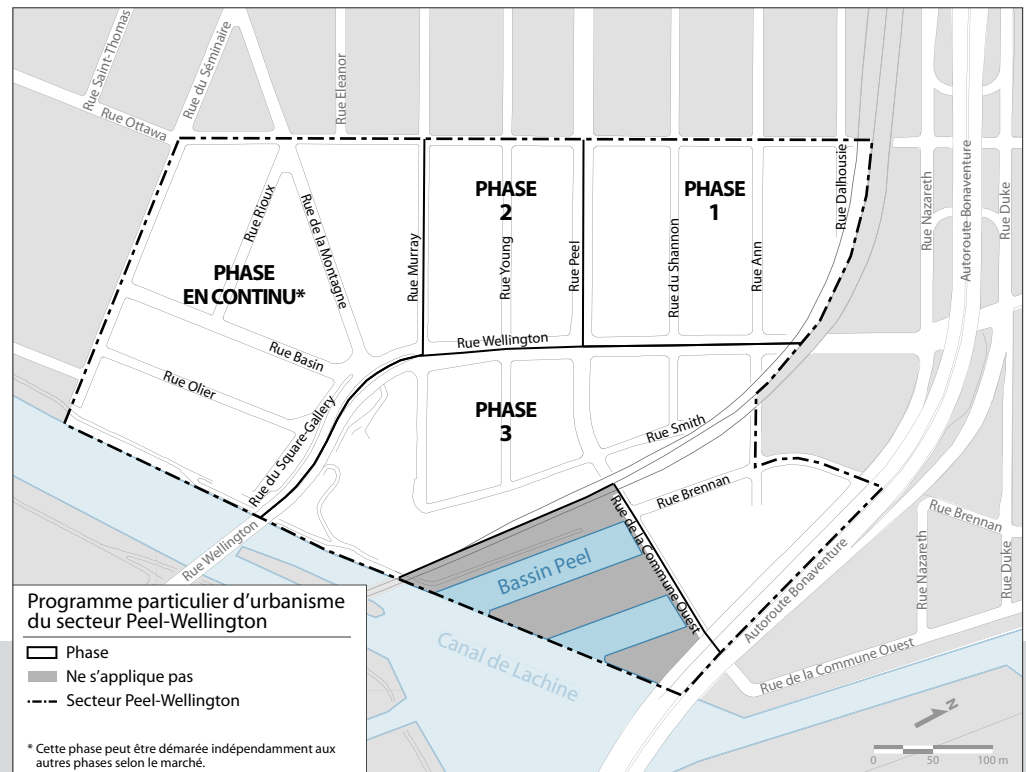 Rue Saint-Thomas
Rue du Séminaire
Rue Ottawa
Rue Eleanor
Rue Rioux
Rue de la Montagne
PHASE
EN CONTINU*
Rue Basin
Rue Olier
Rue du Square-Gallery
Rue Wellington
Rue Murray
PHASE
2
Rue Young
Rue Peel
PHASE
1
Rue du Shannon
Rue Ann
Rue Dalhousie
Rue Nazareth
Autoroute Bonaventure
Rue Duke
Rue Wellington
PHASE
3
Rue Smith
Rue Brennan
Rue de la Commune Ouest
Bassin Peel
Canal de Lachine
Autoroute Bonaventure
Rue Brennan
Rue Nazareth
Rue Duke
Rue de la Commune Ouest
Programme particulier d'urbanisme
du secteur Peel-Wellington
Phase
Ne s'applique pas
Secteur Peel-Wellington
* Cette phase peut être démarée indépendamment aux
autres phases selon le marché.
N
0 50 100 m